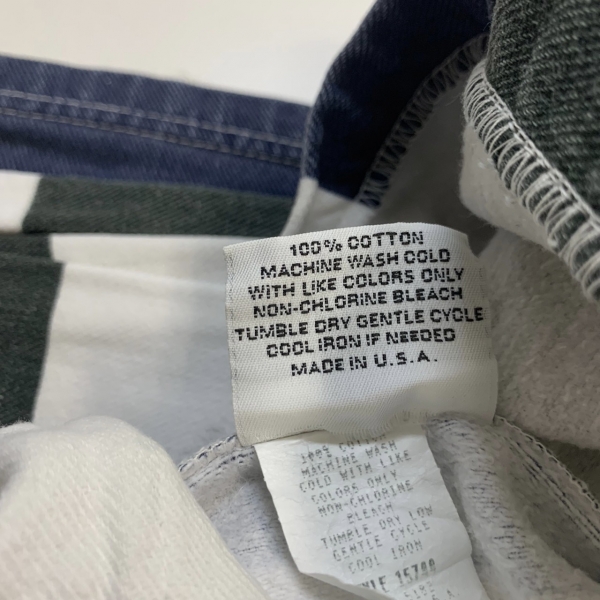 100% COTTON
MACHINE WASH COLD
WITH LIKE COLORS ONLY
NON-CHLORINE BLEACH
TUMBLE DRY GENTLE CYCLE
COOL IRON IF NEEDED
MADE IN U.S.A.
100% COTTON
MACHINE WASH
COLD WITH LIKE
COLORS ONLY
NON-CHLORINE
BLEACH
TUMBLE DRY LOW
GENTLE CYCLE
COOL IRON